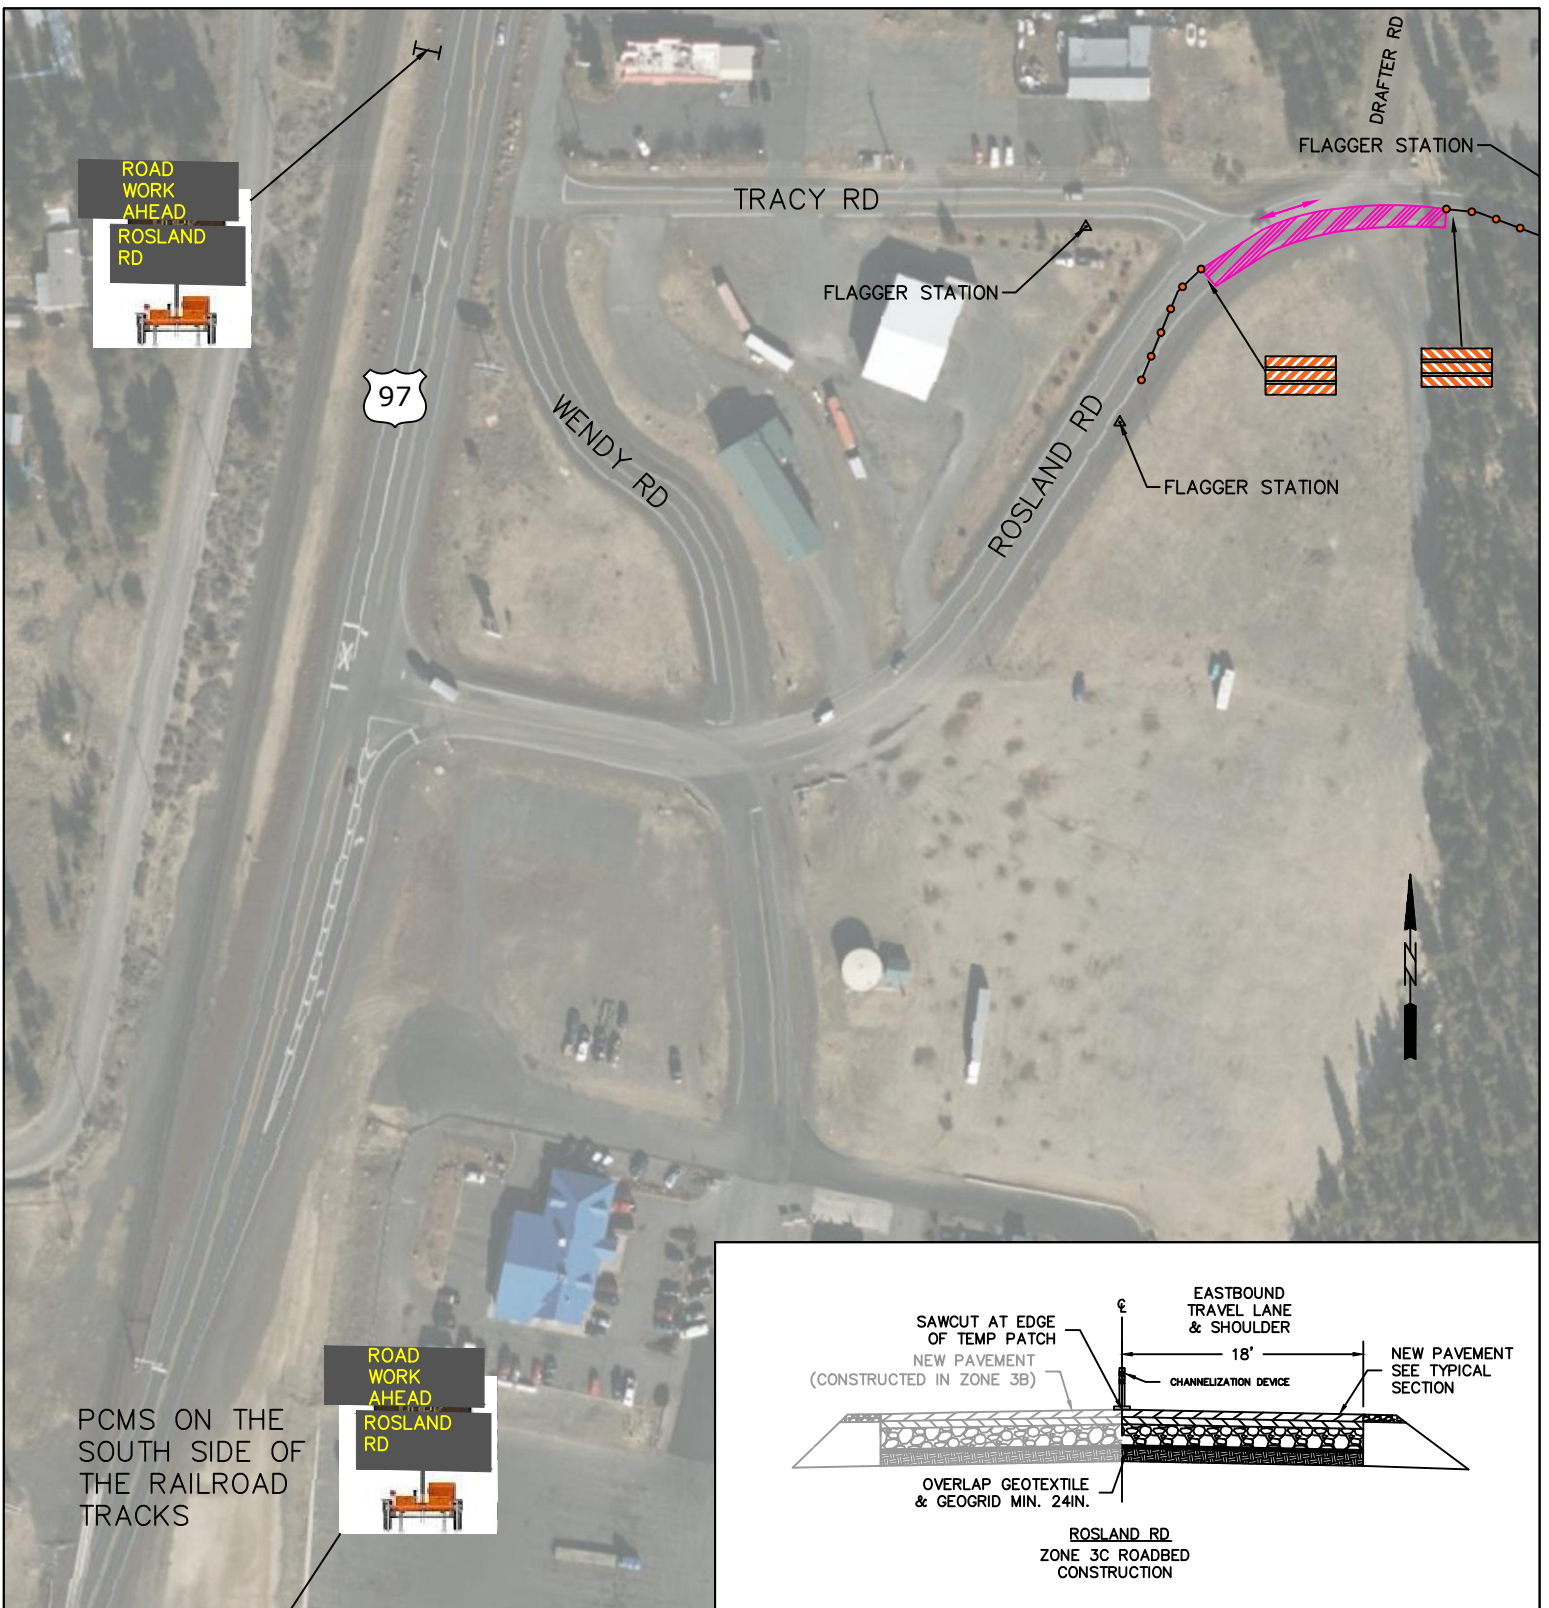 DRAFTER RD
FLAGGER STATION
ROAD
WORK
AHEAD
ROSLAND
RD
TRACY RD
FLAGGER STATION
97
WENDY RD
ROSLAND RD
FLAGGER STATION
N
ROAD
WORK
AHEAD
ROSLAND
RD
PCMS ON THE
SOUTH SIDE OF
THE RAILROAD
TRACKS
EASTBOUND
TRAVEL LANE
& SHOULDER
℄
SAWCUT AT EDGE
OF TEMP PATCH
18'
NEW PAVEMENT
(CONSTRUCTED IN ZONE 3B)
NEW PAVEMENT
SEE TYPICAL
SECTION
CHANNELIZATION DEVICE
OVERLAP GEOTEXTILE
& GEOGRID MIN. 24IN.
ROSLAND RD
ZONE 3C ROADBED
CONSTRUCTION